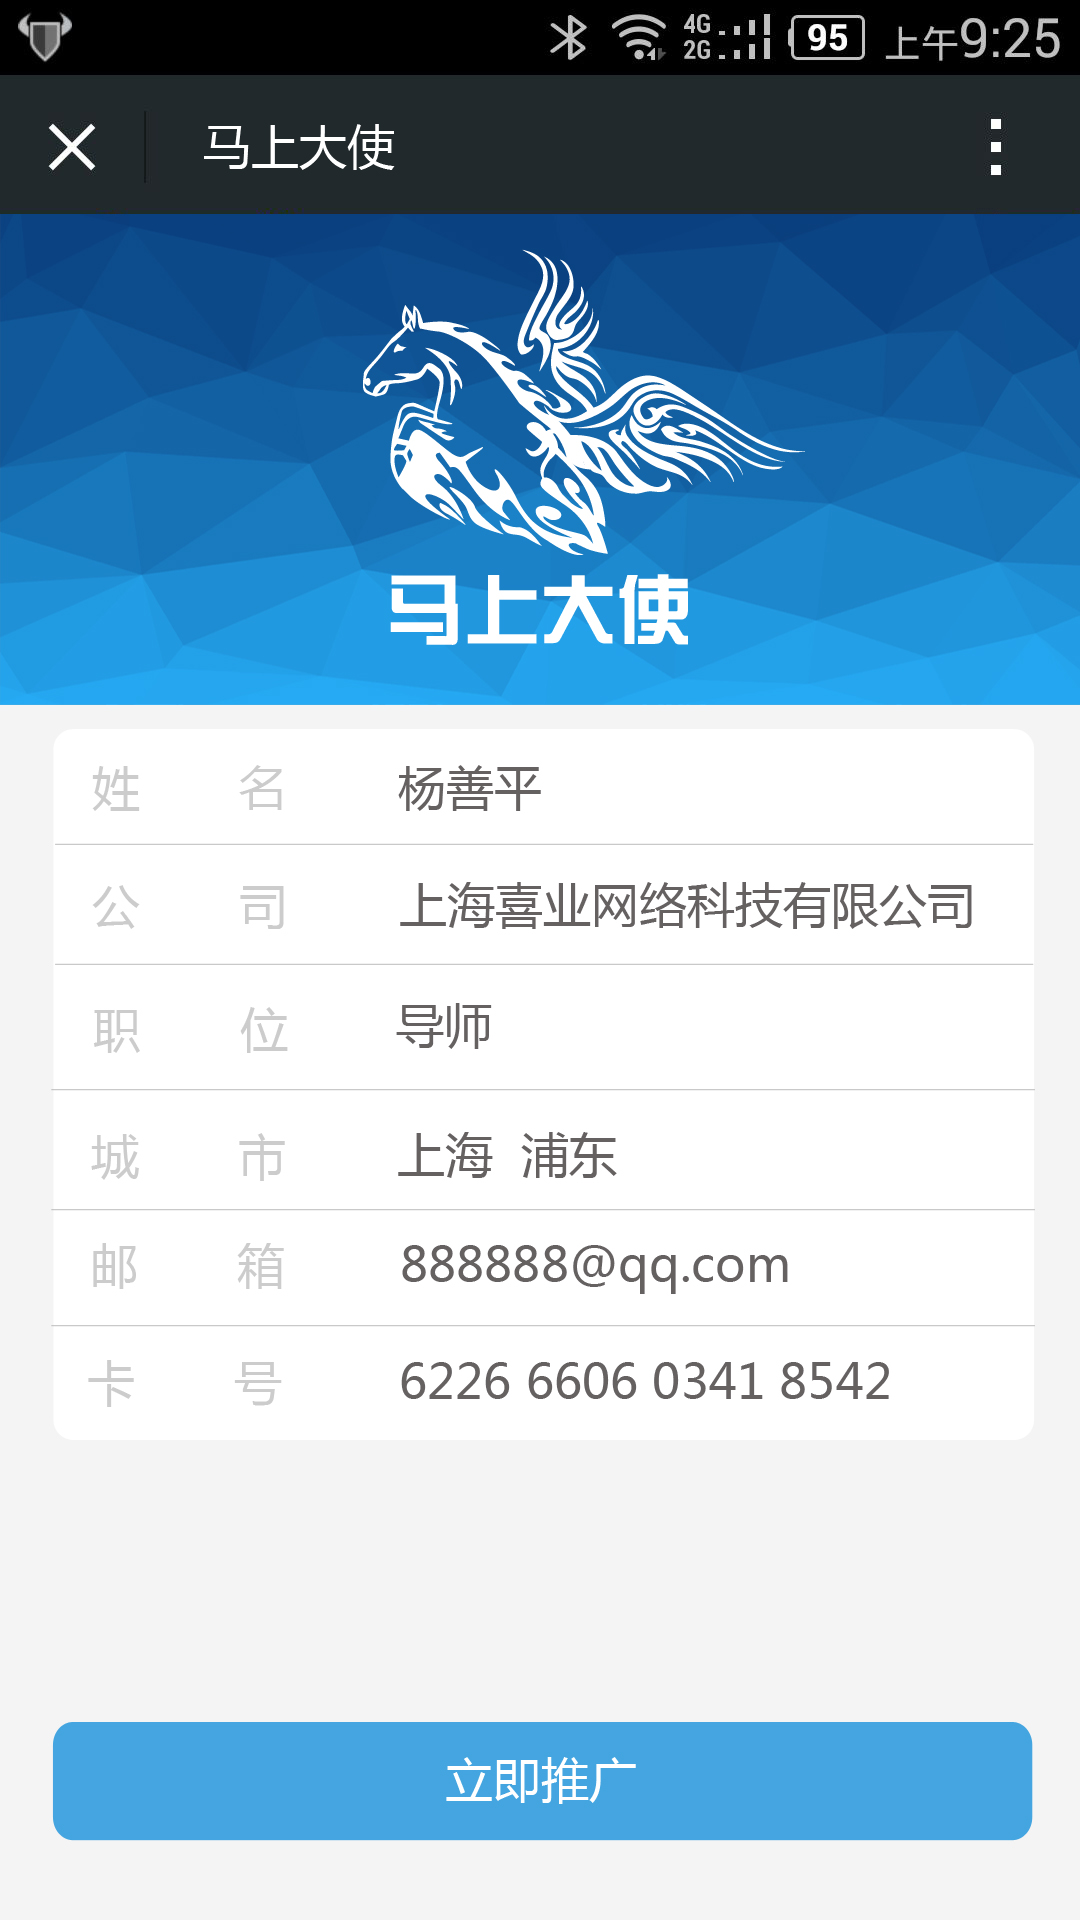 4G
2G
95
上午9:25
马上大使
马上大使
姓 名 杨善平
公 司 上海喜业网络科技有限公司
职 位 导师
城 市 上海 浦东
邮 箱 888888@qq.com
卡 号 6226 6606 0341 8542
立即推广